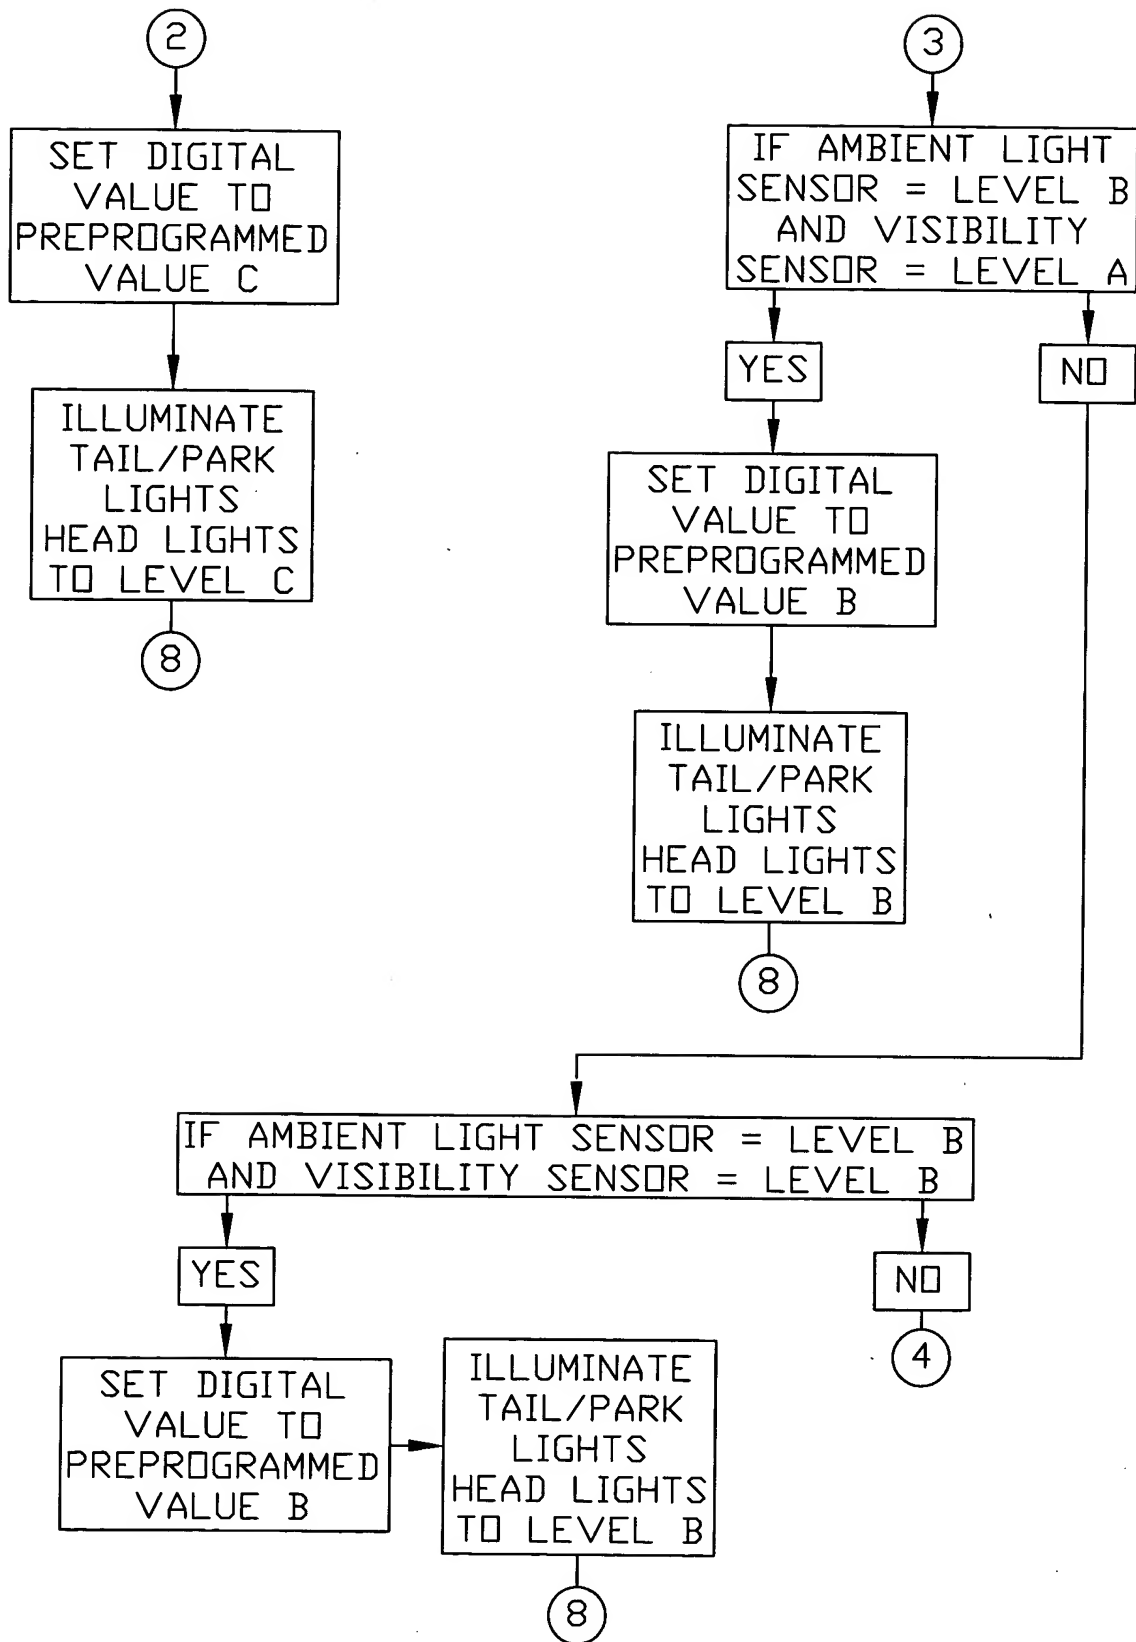 2
SET DIGITAL
VALUE TO
PREPROGRAMMED
VALUE C
ILLUMINATE
TAIL/PARK
LIGHTS
HEAD LIGHTS
TO LEVEL C
8
3
IF AMBIENT LIGHT
SENSOR = LEVEL B
AND VISIBILITY
SENSOR = LEVEL A
YES
NO
SET DIGITAL
VALUE TO
PREPROGRAMMED
VALUE B
ILLUMINATE
TAIL/PARK
LIGHTS
HEAD LIGHTS
TO LEVEL B
8
IF AMBIENT LIGHT SENSOR = LEVEL B
AND VISIBILITY SENSOR = LEVEL B
YES
NO
4
SET DIGITAL
VALUE TO
PREPROGRAMMED
VALUE B
ILLUMINATE
TAIL/PARK
LIGHTS
HEAD LIGHTS
TO LEVEL B
8